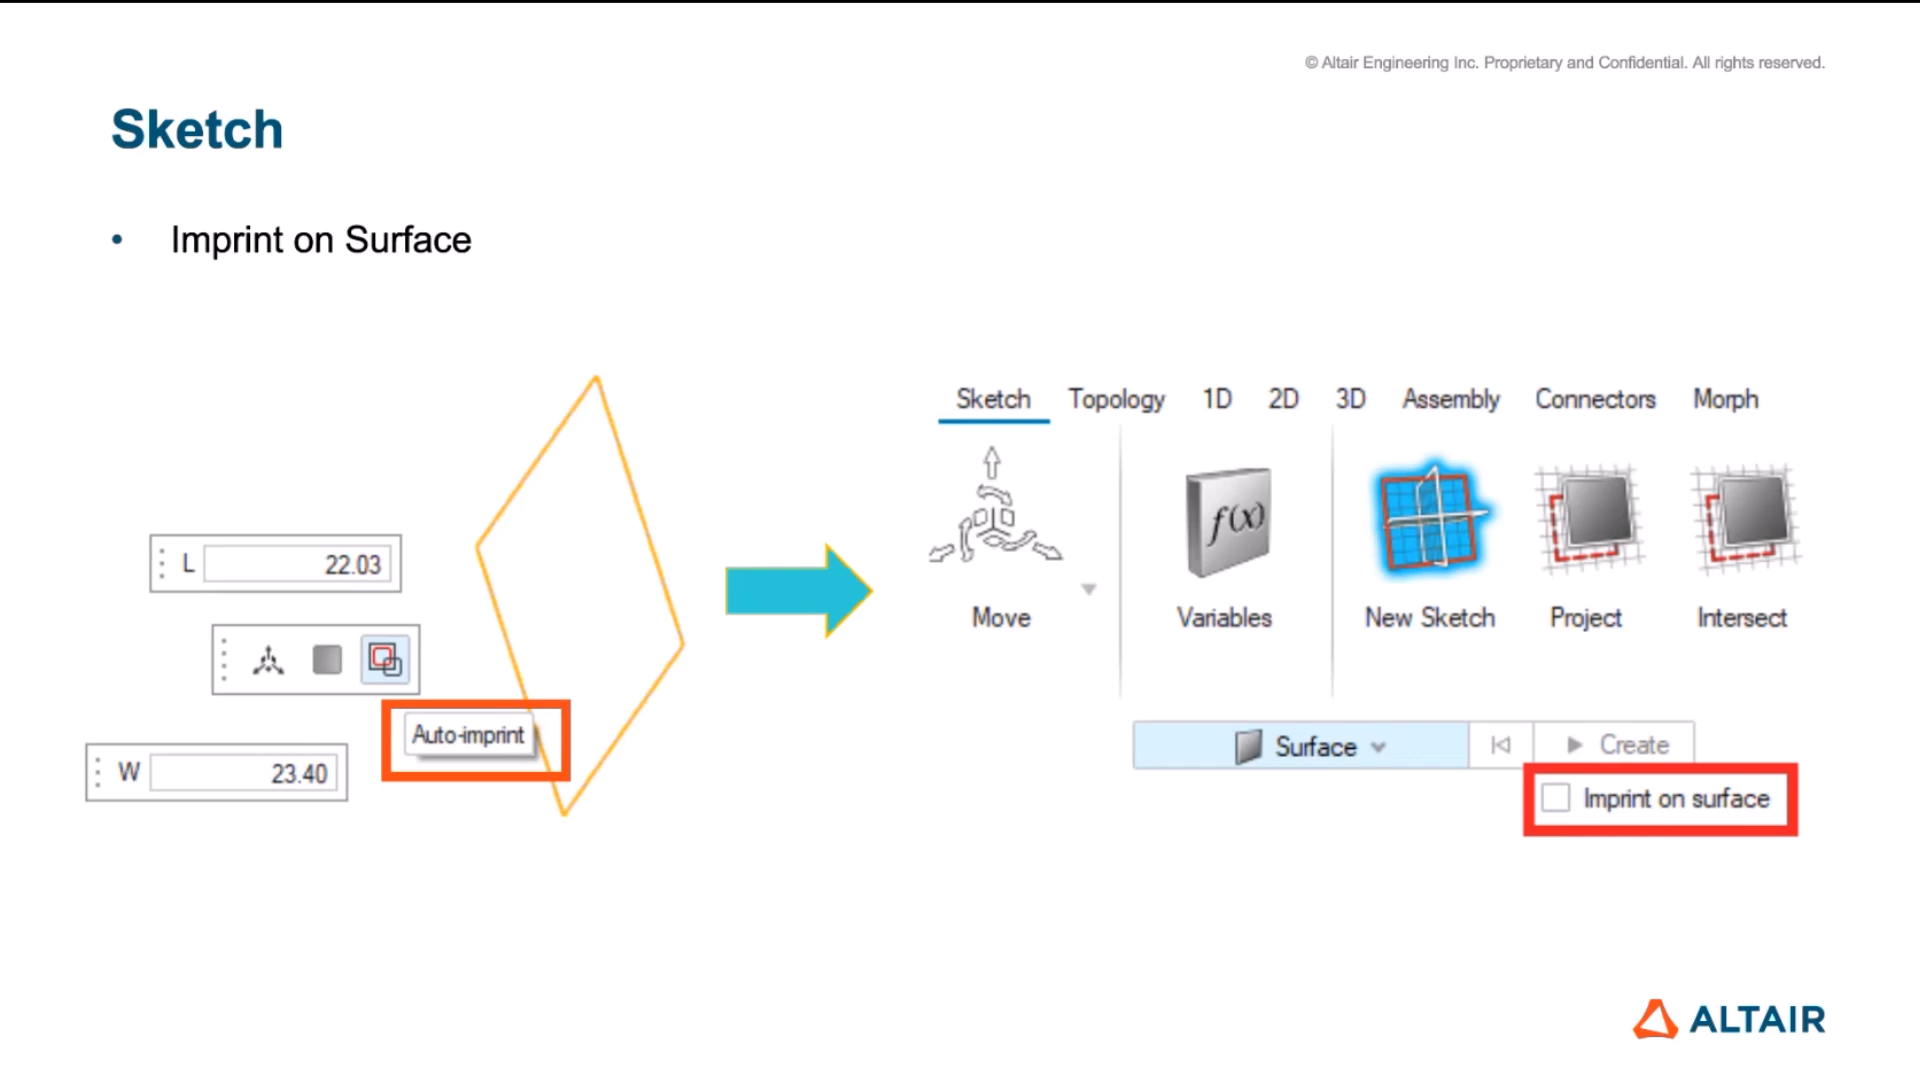 © Altair Engineering Inc. Proprietary and Confidential. All rights reserved.
Sketch
• Imprint on Surface
L 22.03
Auto-imprint
W 23.40
Sketch Topology 1D 2D 3D Assembly Connectors Morph
f(x)
Move Variables New Sketch Project Intersect
Surface Create
Imprint on surface
ALTAIR